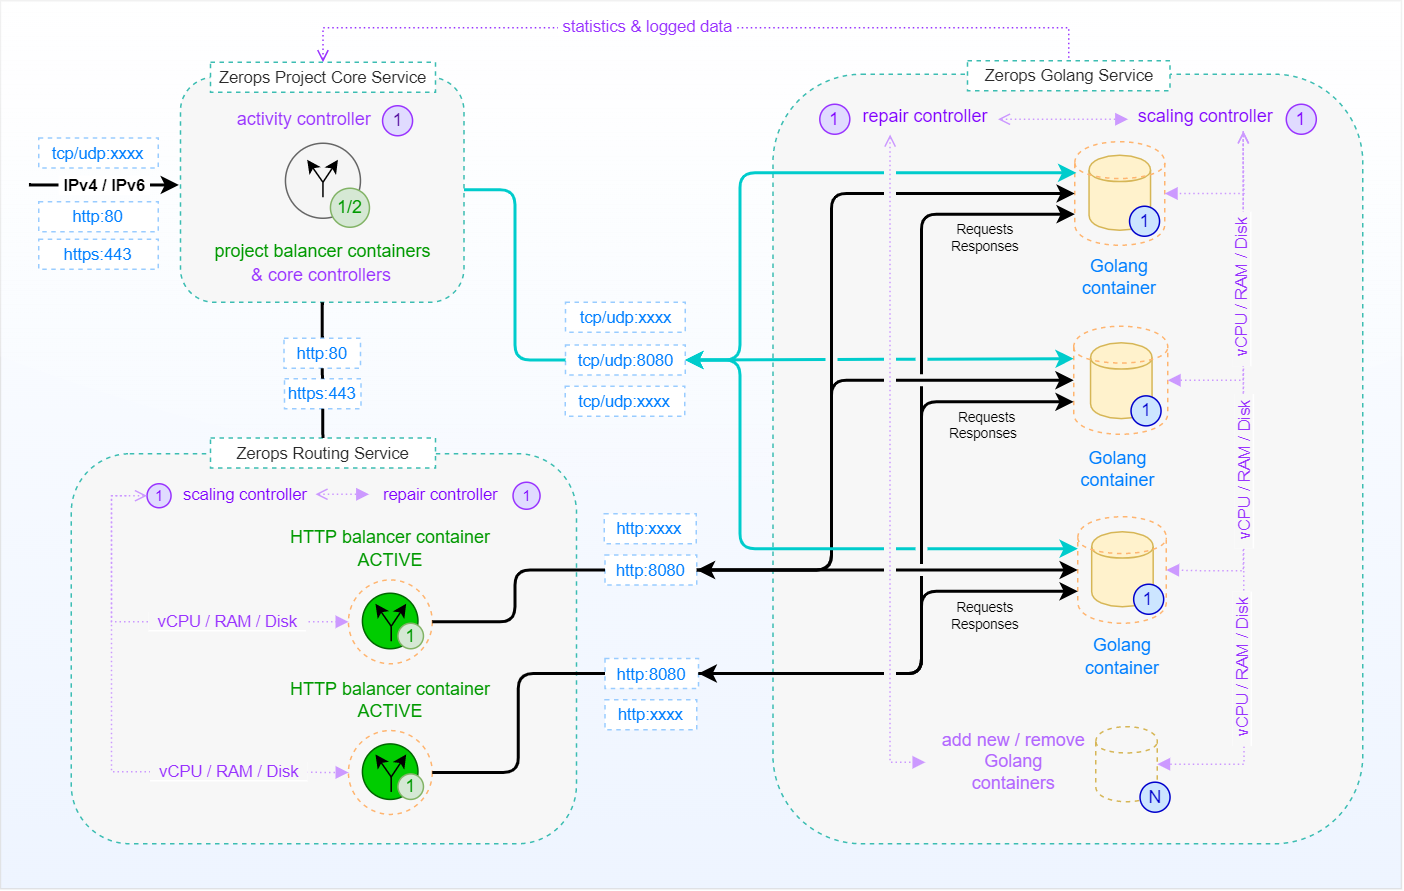 statistics & logged data
Zerops Project Core Service
activity controller 1
tcp/udp:xxxx
IPv4 / IPv6
http:80
https:443
1/2
project balancer containers
& core controllers
http:80
https:443
tcp/udp:xxxx
tcp/udp:8080
tcp/udp:xxxx
Zerops Routing Service
1 scaling controller
repair controller 1
HTTP balancer container
ACTIVE
vCPU / RAM / Disk
1
HTTP balancer container
ACTIVE
vCPU / RAM / Disk
1
http:xxxx
http:8080
http:8080
http:xxxx
Zerops Golang Service
1 repair controller
scaling controller 1
1
Requests
Responses
Golang
container
vCPU / RAM / Disk
1
Requests
Responses
Golang
container
vCPU / RAM / Disk
1
Requests
Responses
Golang
container
vCPU / RAM / Disk
add new / remove
Golang
containers
N